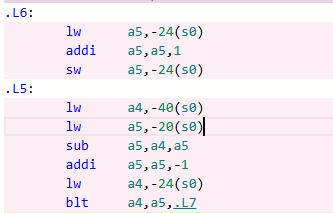 .L6:
lw a5,-24(s0)
addi a5,a5,1
sw a5,-24(s0)
.L5:
lw a4,-40(s0)
lw a5,-20(s0)
sub a5,a4,a5
addi a5,a5,-1
lw a4,-24(s0)
blt a4,a5,.L7